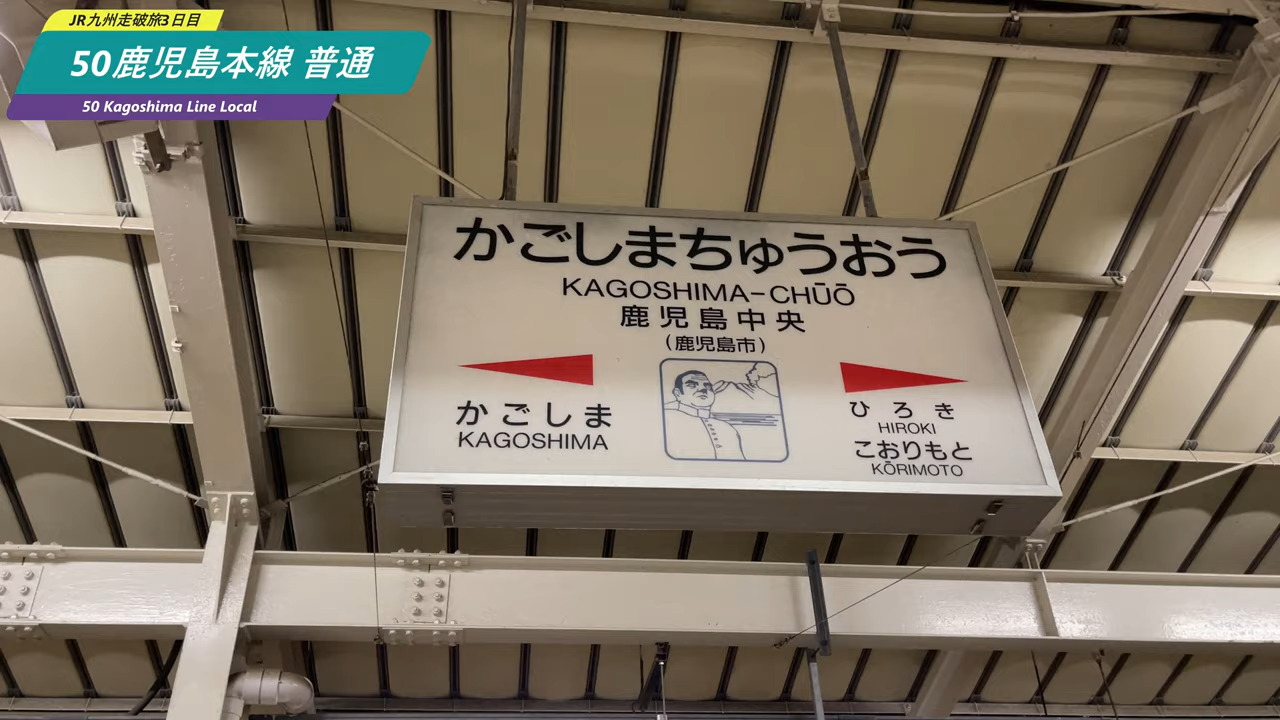 JR九州走破旅3日目
50鹿児島本線 普通
50 Kagoshima Line Local
かごしまちゅうおう
KAGOSHIMA-CHŪŌ
鹿児島中央
(鹿児島市)
かごしま
KAGOSHIMA
ひろき
HIROKI
こおりもと
KŌRIMOTO